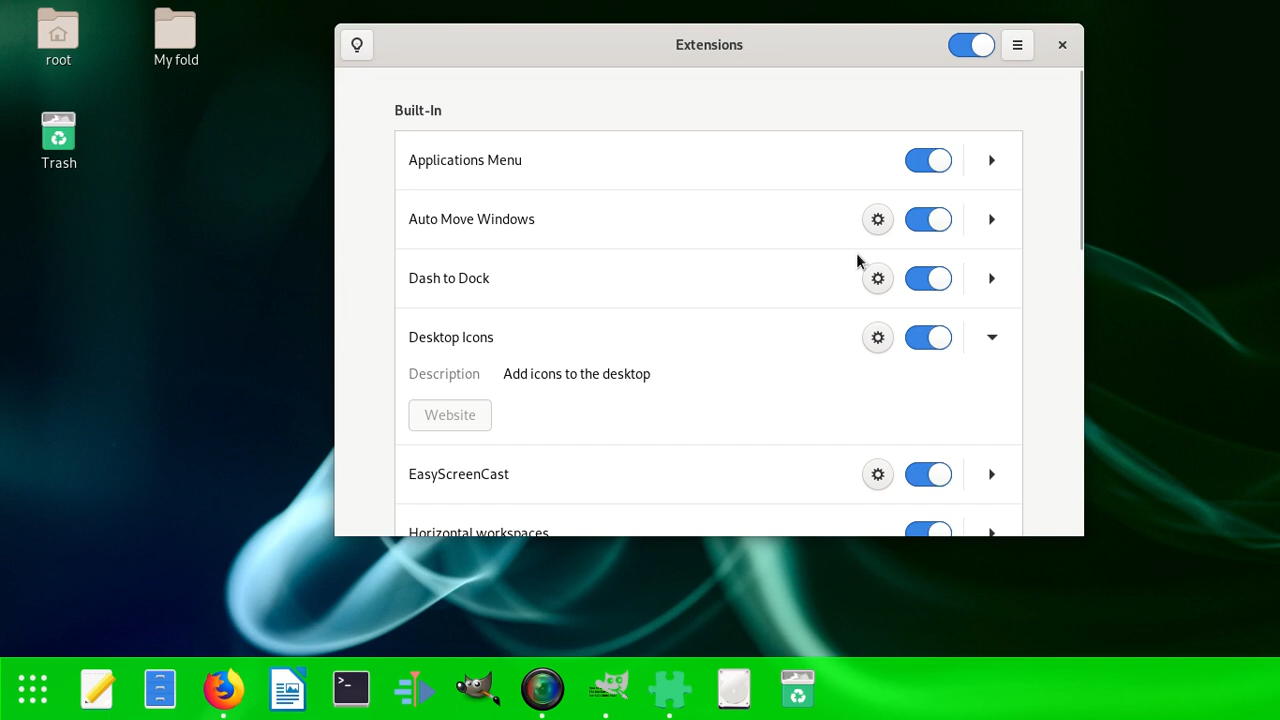 root
My fold
Trash
Extensions
Built-In
Applications Menu
Auto Move Windows
Dash to Dock
Desktop Icons
Description Add icons to the desktop
Website
EasyScreenCast
Horizontal workspaces
>_